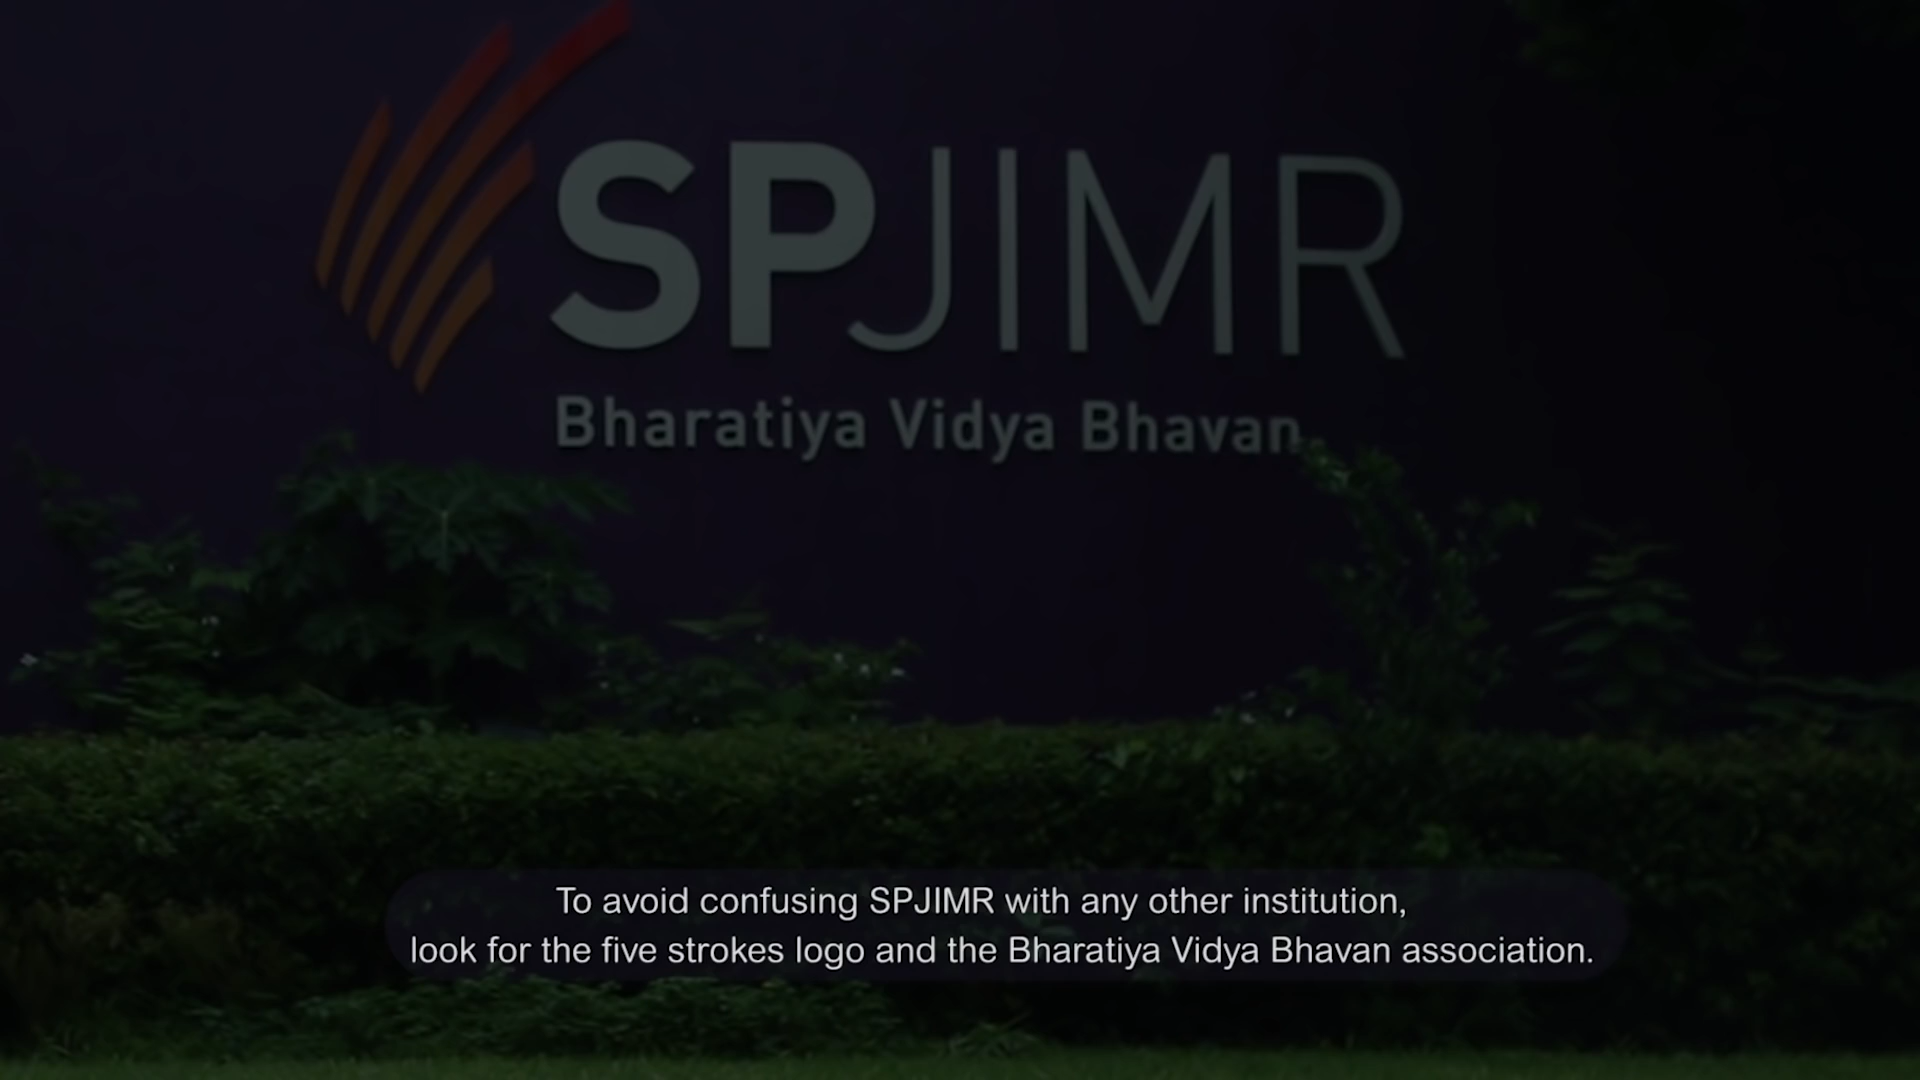 SPJIMR
Bharatiya Vidya Bhavan
To avoid confusing SPJIMR with any other institution,
look for the five strokes logo and the Bharatiya Vidya Bhavan association.